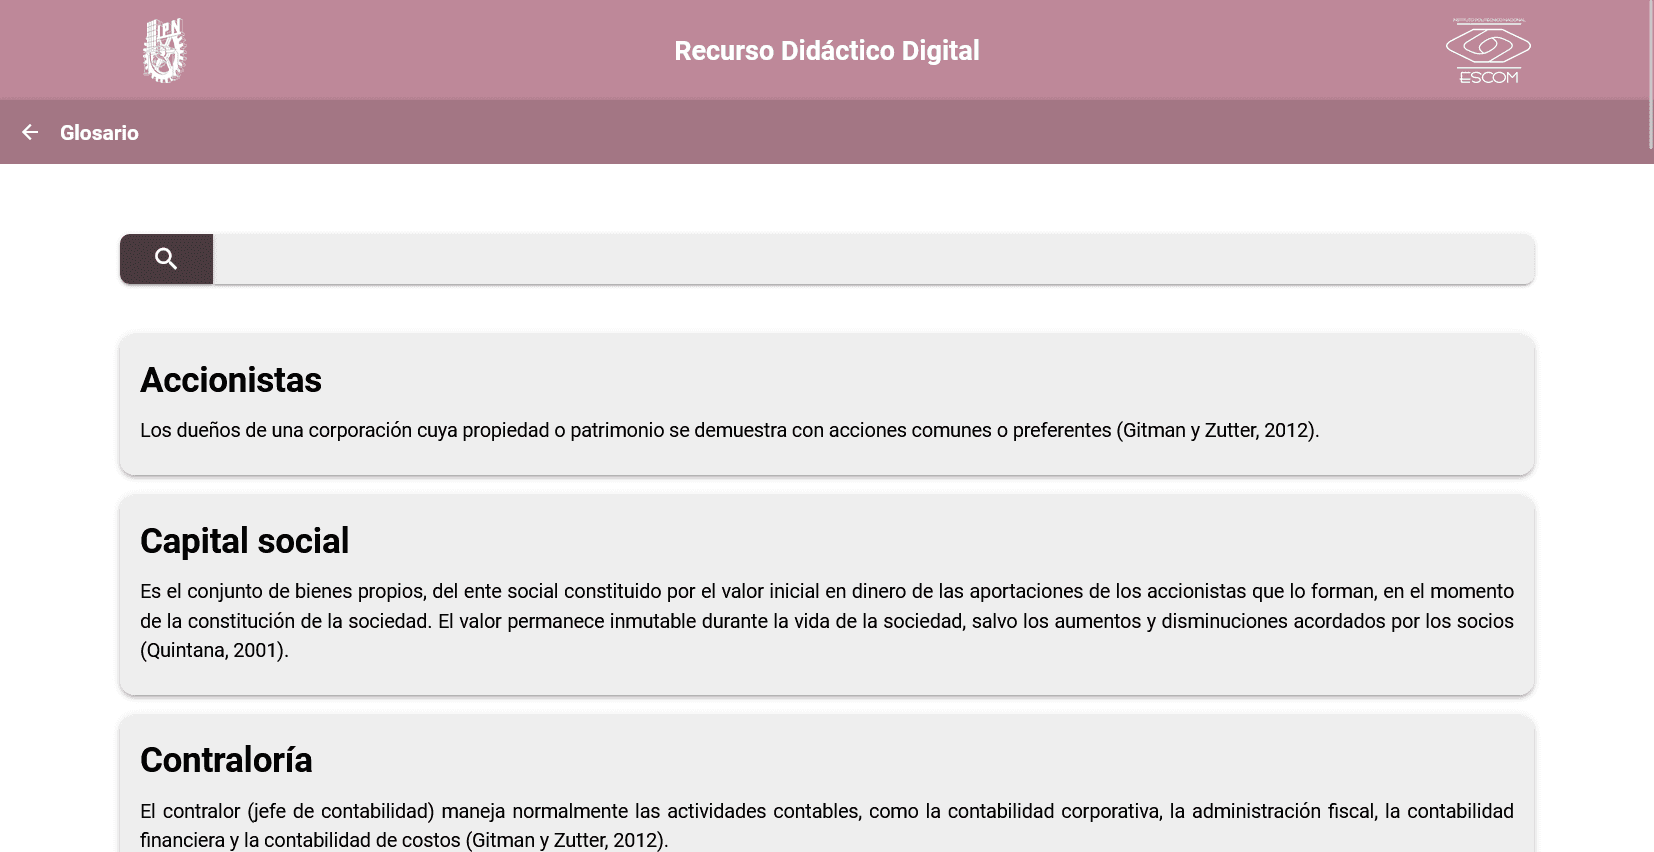 IPN
Recurso Didáctico Digital
INSTITUTO POLITÉCNICO NACIONAL
ESCOM
Glosario
Accionistas
Los dueños de una corporación cuya propiedad o patrimonio se demuestra con acciones comunes o preferentes (Gitman y Zutter, 2012).
Capital social
Es el conjunto de bienes propios, del ente social constituido por el valor inicial en dinero de las aportaciones de los accionistas que lo forman, en el momento
de la constitución de la sociedad. El valor permanece inmutable durante la vida de la sociedad, salvo los aumentos y disminuciones acordados por los socios
(Quintana, 2001).
Contraloría
El contralor (jefe de contabilidad) maneja normalmente las actividades contables, como la contabilidad corporativa, la administración fiscal, la contabilidad
financiera y la contabilidad de costos (Gitman y Zutter, 2012).